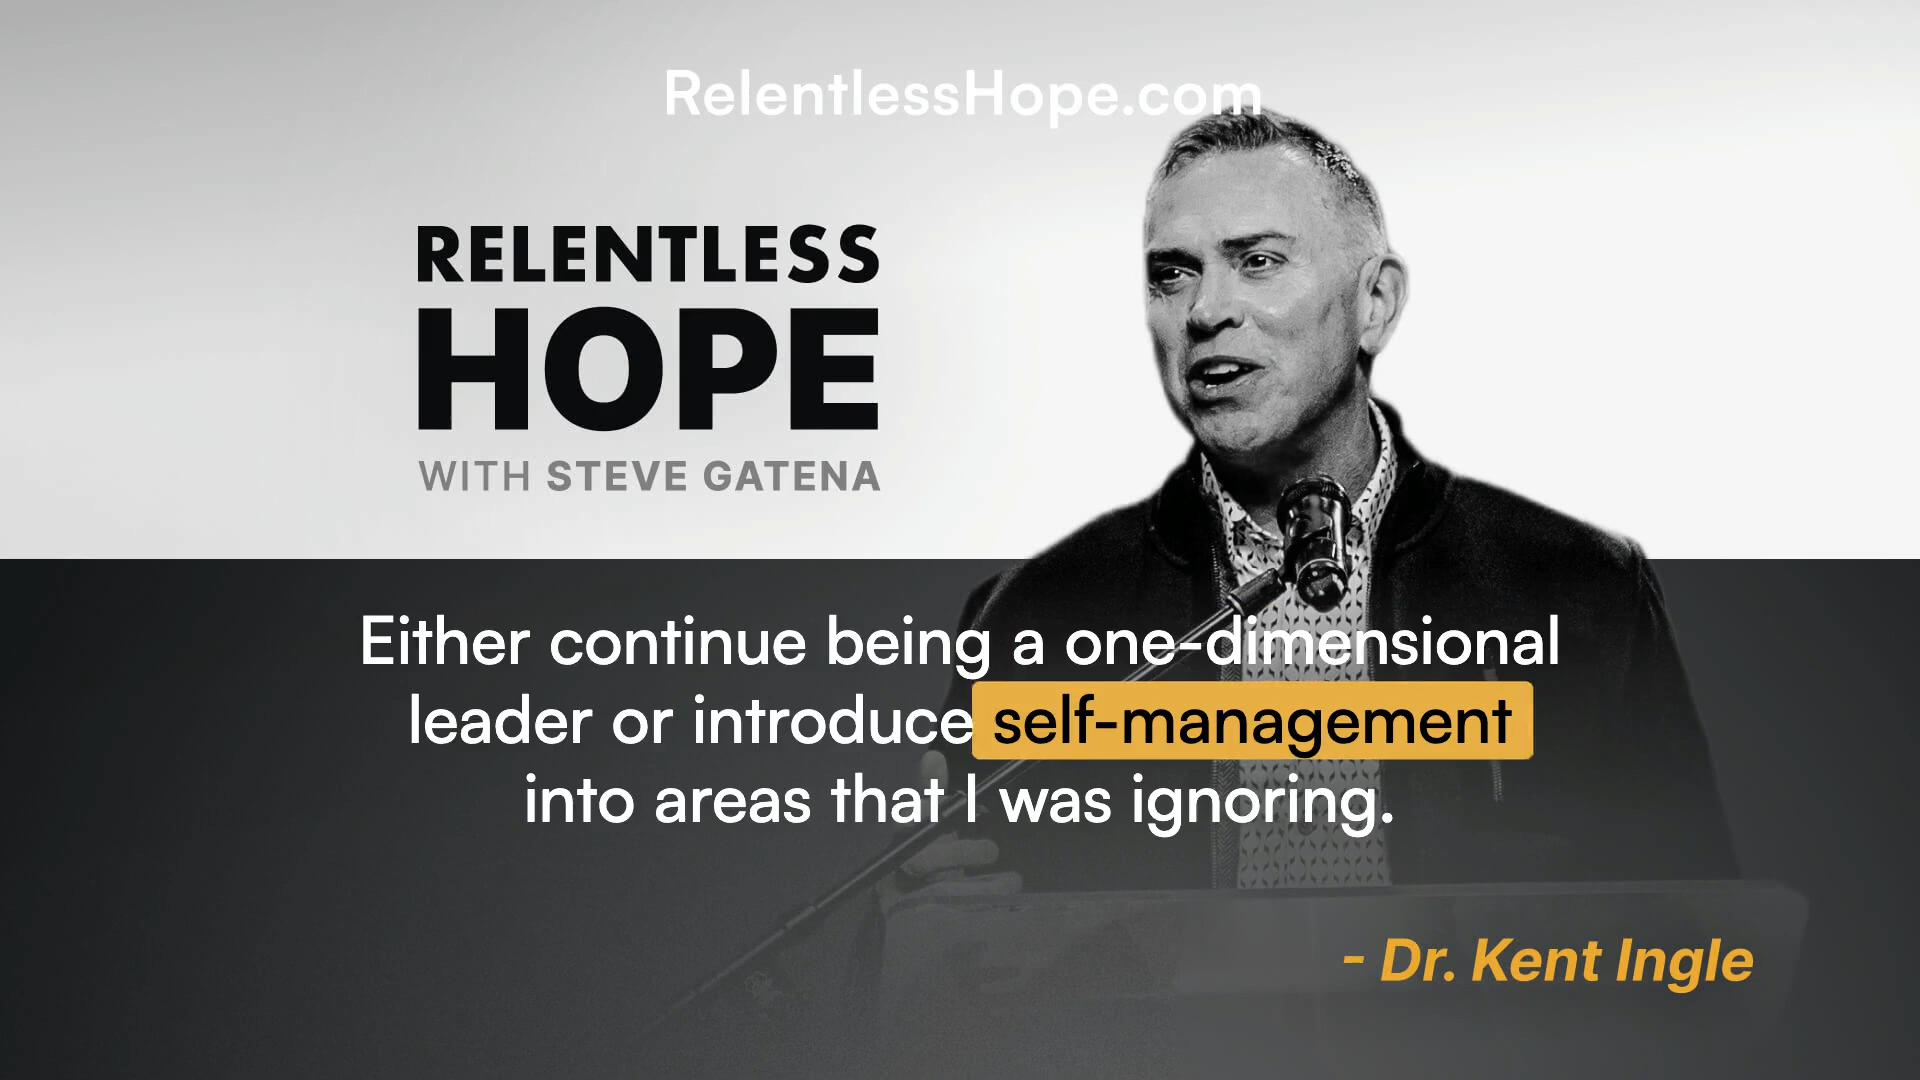 RelentlessHope.com
RELENTLESS
HOPE
WITH STEVE GATENA
Either continue being a one-dimensional
leader or introduce self-management
into areas that I was ignoring.
- Dr. Kent Ingle